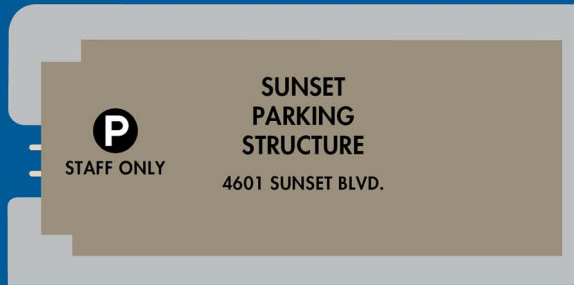 P
STAFF ONLY
SUNSET
PARKING
STRUCTURE
4601 SUNSET BLVD.